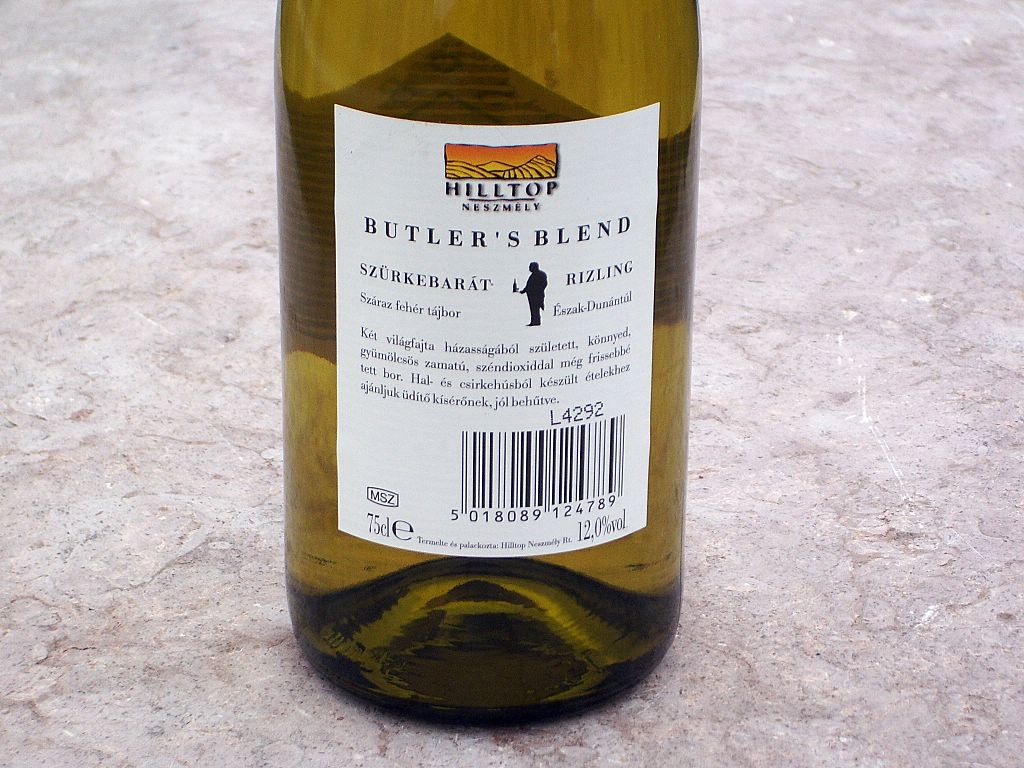 HILLTOP
NESZMÉLY
BUTLER'S BLEND
SZÜRKEBARÁT- RIZLING
Száraz fehér tájbor Észak-Dunántúl
Két világfajta házasságából született, könnyed,
gyümölcsös zamatú, széndioxiddal még frissebbé
tett bor. Hal- és csirkehúsból készült ételekhez
ajánljuk üdítő kísérőnek, jól behűtve.
L4292
5 018089 124789
MSZ
75cl e Termelte és palackozta: Hilltop Neszmély Rt. 12,0%vol.